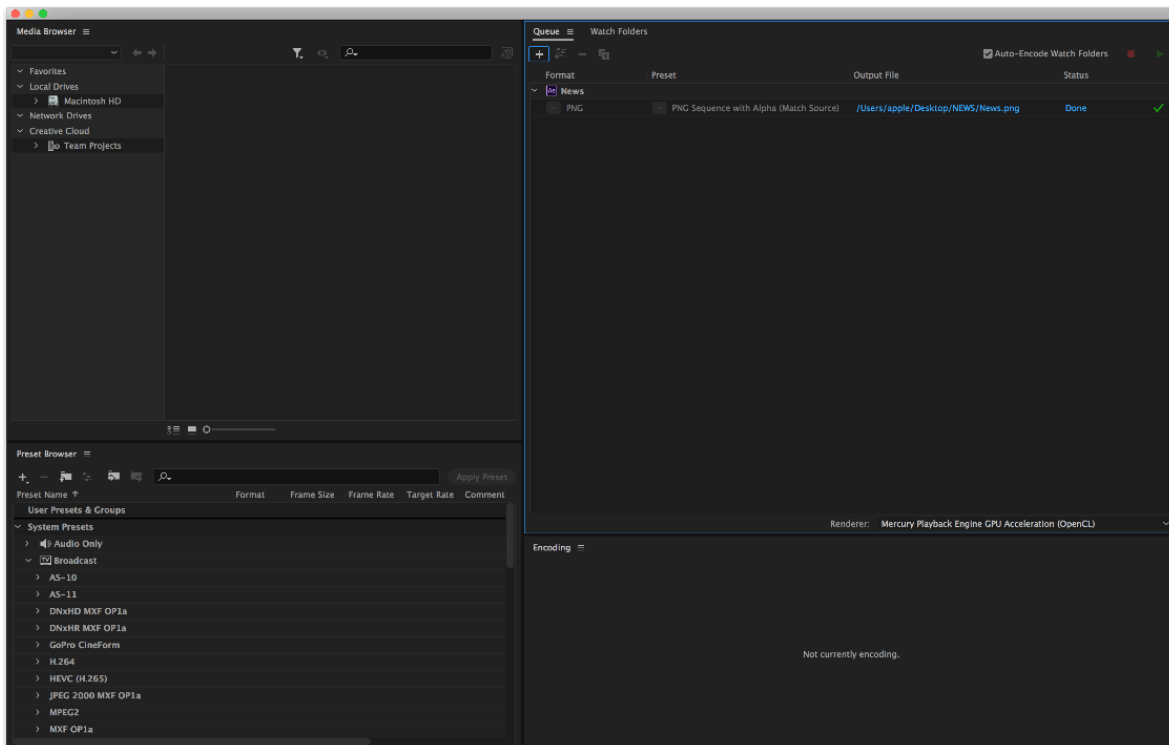 Media Browser
Favorites
Local Drives
Macintosh HD
Network Drives
Creative Cloud
Team Projects
Preset Browser
Apply Preset
Preset Name Format Frame Size Frame Rate Target Rate Comment
User Presets & Groups
System Presets
Audio Only
Broadcast
AS-10
AS-11
DNxHD MXF OP1a
DNxHR MXF OP1a
GoPro CineForm
H.264
HEVC (H.265)
JPEG 2000 MXF OP1a
MPEG2
MXF OP1a
Queue Watch Folders
Auto-Encode Watch Folders
Format Preset Output File Status
Ae News
PNG PNG Sequence with Alpha (Match Source) /Users/apple/Desktop/NEWS/News.png Done
Renderer: Mercury Playback Engine GPU Acceleration (OpenCL)
Encoding
Not currently encoding.